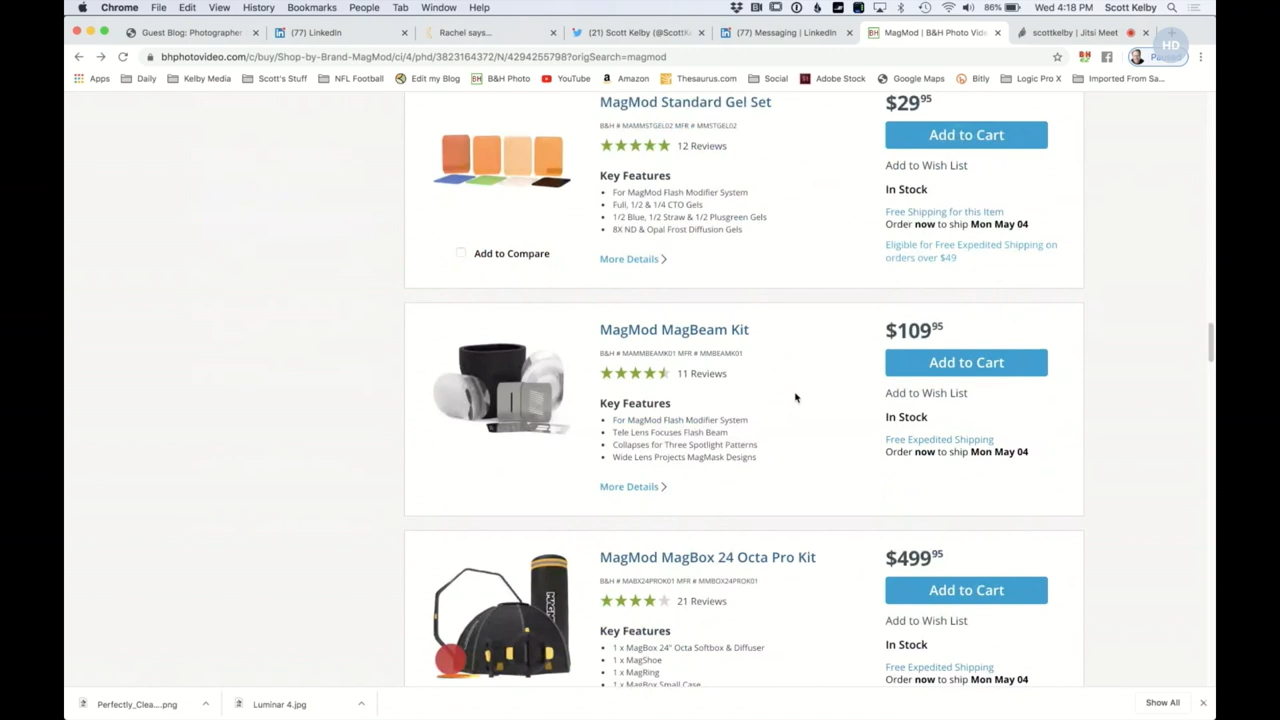 Chrome File Edit View History Bookmarks People Tab Window Help 86% Wed 4:18 PM Scott Kelby
Guest Blog: Photographer (77) LinkedIn Rachel says... (21) Scott Kelby (@ScottK (77) Messaging | LinkedIn MagMod | B&H Photo Vide scottkelby | Jitsi Meet
HD
bhphotovideo.com/c/buy/Shop-by-Brand-MagMod/ci/4/phd/3823164372/N/4294255798?origSearch=magmod Paused
Apps Daily Kelby Media Scott's Stuff NFL Football Edit my Blog B&H Photo YouTube Amazon Thesaurus.com Social Adobe Stock Google Maps Bitly Logic Pro X Imported From Sa...
MagMod Standard Gel Set
$29.95
B&H # MAMMSTGEL02 MFR # MMSTGEL02
Add to Cart
12 Reviews
Add to Wish List
Key Features
In Stock
For MagMod Flash Modifier System
Full, 1/2 & 1/4 CTO Gels
Free Shipping for this Item
1/2 Blue, 1/2 Straw & 1/2 Plusgreen Gels
Order now to ship Mon May 04
8X ND & Opal Frost Diffusion Gels
Eligible for Free Expedited Shipping on
orders over $49
Add to Compare
More Details
MagMod MagBeam Kit
$109.95
B&H # MAMMBEAMK01 MFR # MMBEAMK01
Add to Cart
11 Reviews
Add to Wish List
Key Features
In Stock
For MagMod Flash Modifier System
Tele Lens Focuses Flash Beam
Free Expedited Shipping
Collapses for Three Spotlight Patterns
Order now to ship Mon May 04
Wide Lens Projects MagMask Designs
More Details
MagMod MagBox 24 Octa Pro Kit
$499.95
B&H # MABX24PROK01 MFR # MMBOX24PROK01
Add to Cart
21 Reviews
Add to Wish List
Key Features
In Stock
1 x MagBox 24" Octa Softbox & Diffuser
1 x MagShoe
Free Expedited Shipping
1 x MagRing
Order now to ship Mon May 04
1 x MagBox Small Case
Perfectly_Clea....png Luminar 4.jpg Show All